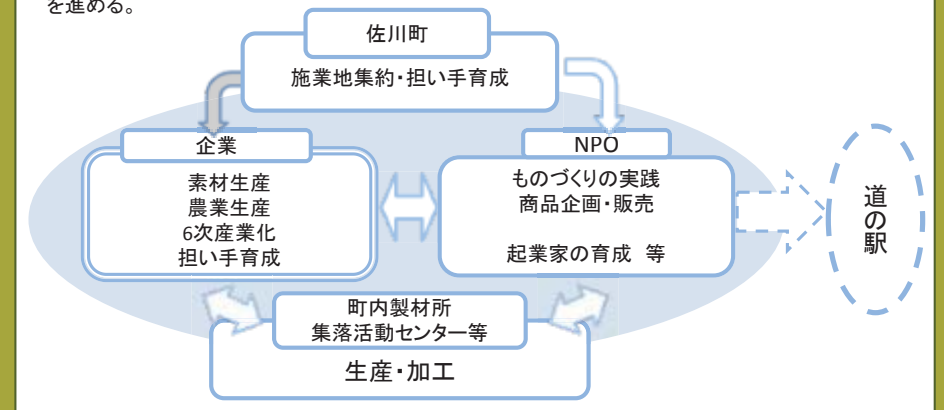 を進める。
佐川町
施業地集約・担い手育成
企業
素材生産
農業生産
6次産業化
担い手育成
NPO
ものづくりの実践
商品企画・販売
起業家の育成 等
道の駅
町内製材所
集落活動センター等
生産・加工